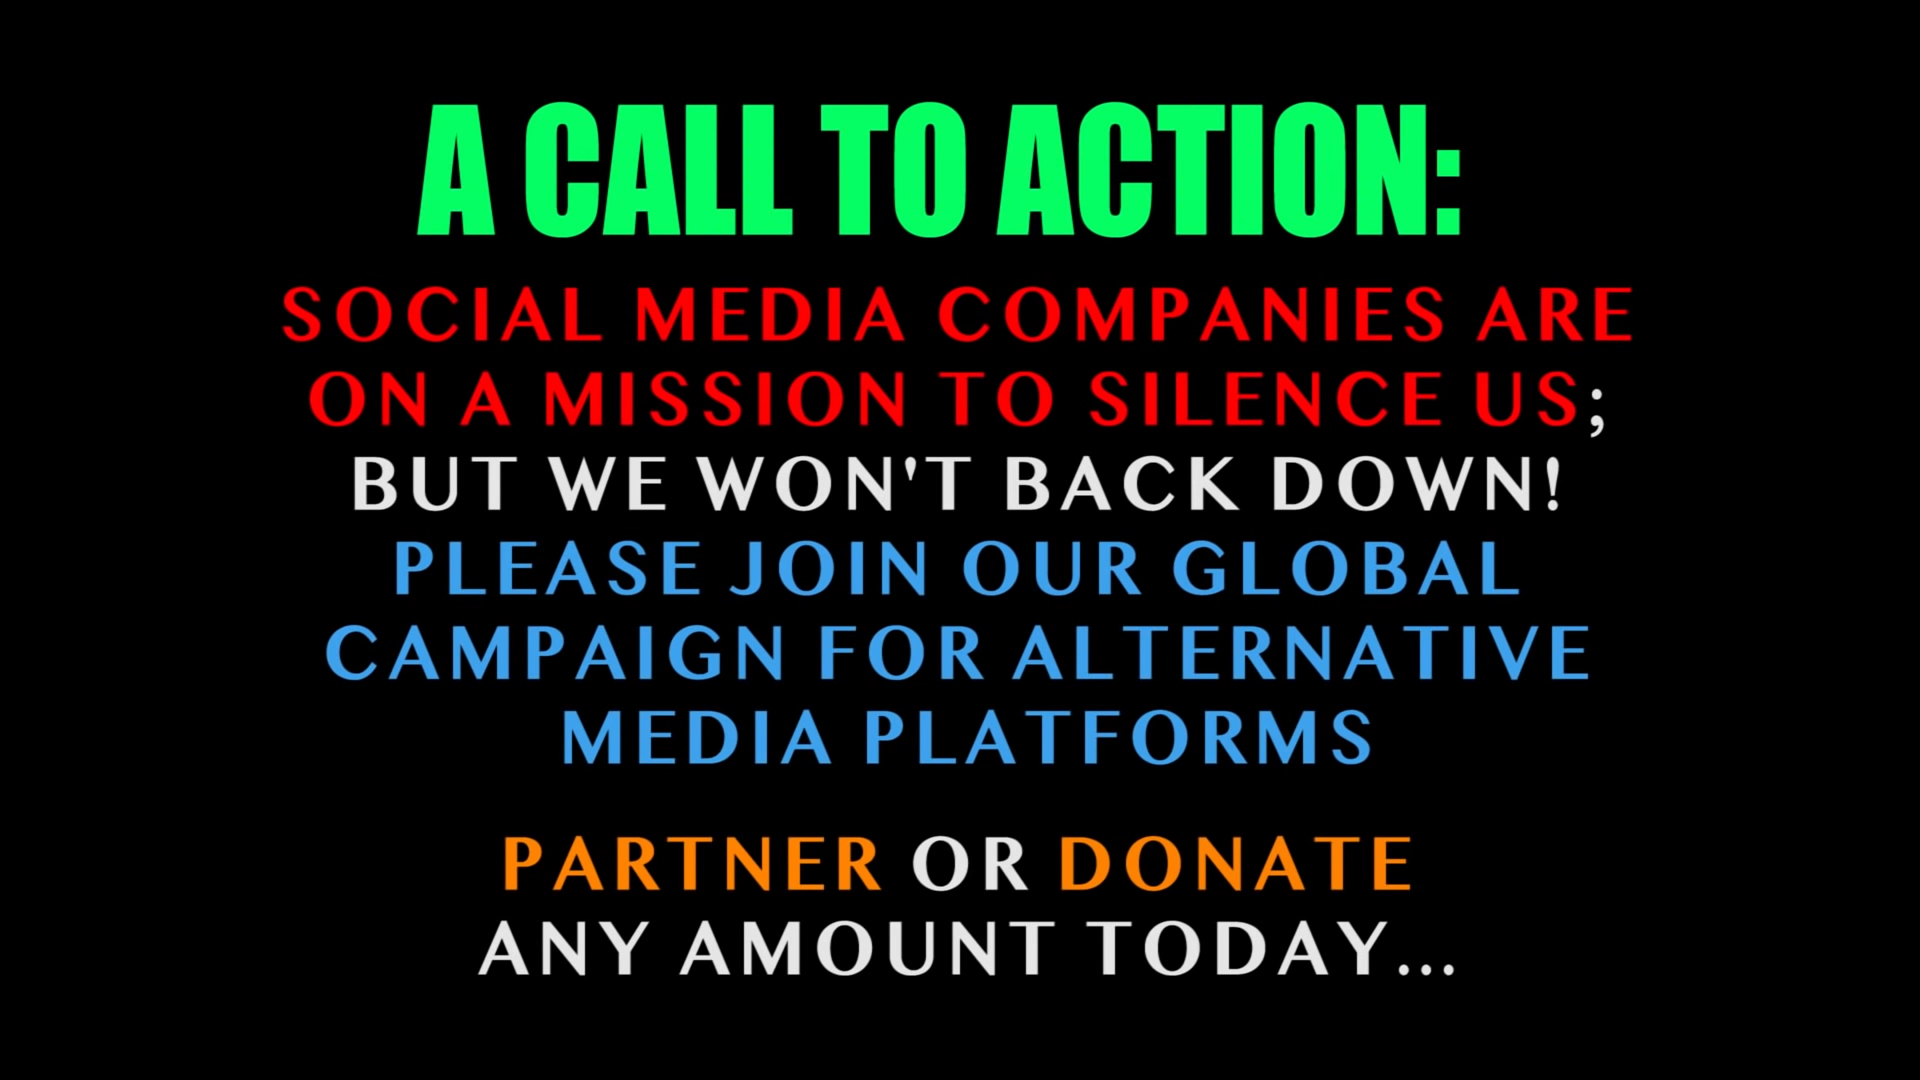 A CALL TO ACTION:
SOCIAL MEDIA COMPANIES ARE
ON A MISSION TO SILENCE US;
BUT WE WON'T BACK DOWN!
PLEASE JOIN OUR GLOBAL
CAMPAIGN FOR ALTERNATIVE
MEDIA PLATFORMS
PARTNER OR DONATE
ANY AMOUNT TODAY...